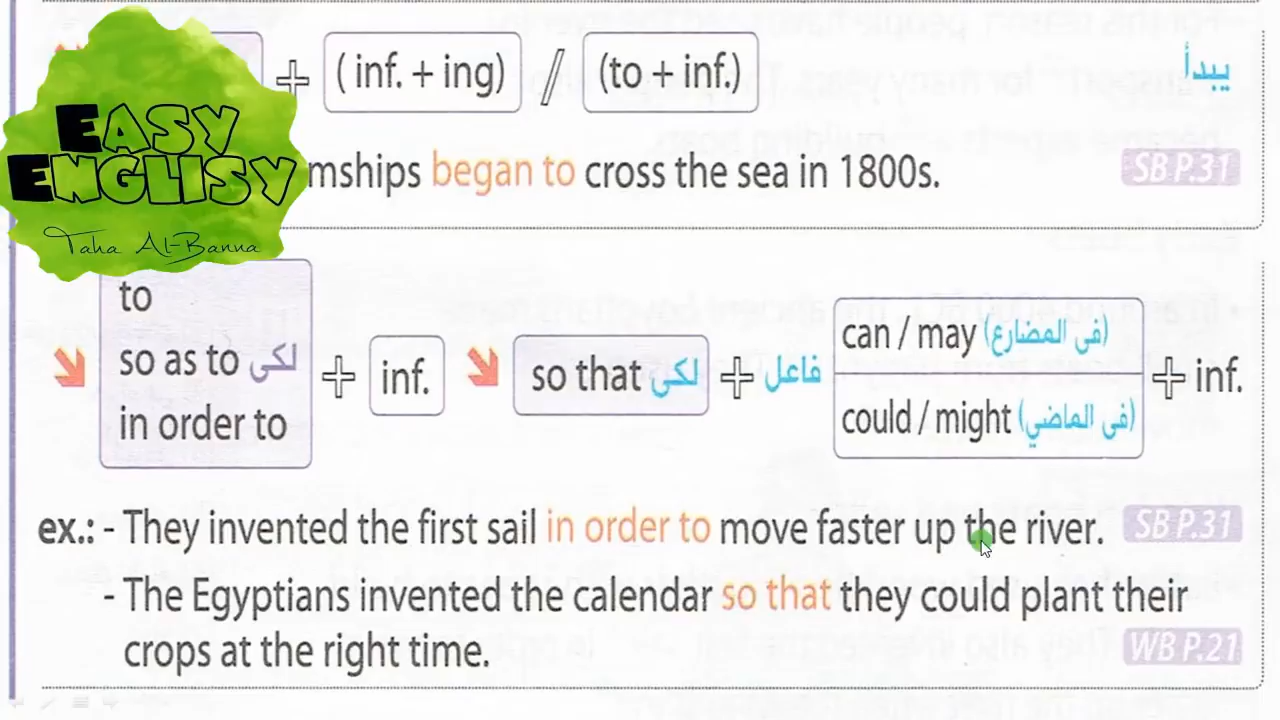 + ( inf. + ing) // (to + inf.) يبدأ
EASY
ENGLISY
Taha Al-Banna
mships began to cross the sea in 1800s. SB P.31
to
so as to لكى + inf.
in order to
so that لكى + فاعل
can / may (فى المضارع)
could / might (فى الماضي)
+ inf.
ex.: - They invented the first sail in order to move faster up the river. SB P.31
- The Egyptians invented the calendar so that they could plant their
crops at the right time. WB P.21